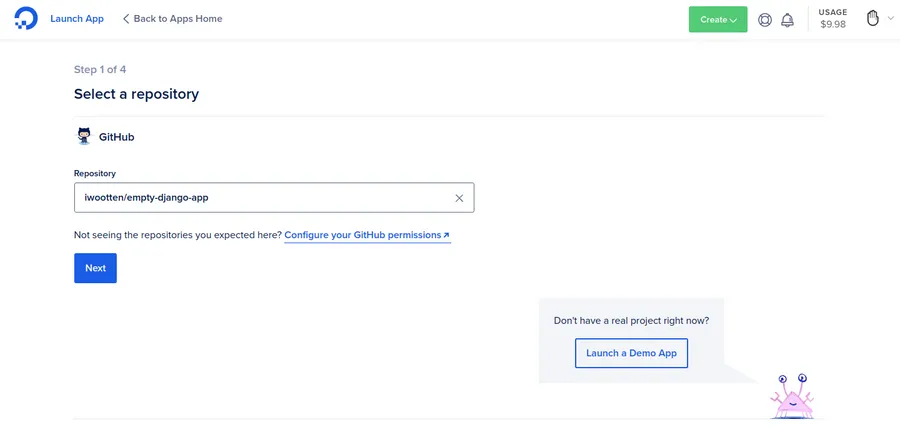 Launch App
Back to Apps Home
Create
USAGE
$9.98
Step 1 of 4
Select a repository
GitHub
Repository
iwootten/empty-django-app
Not seeing the repositories you expected here? Configure your GitHub permissions
Next
Don't have a real project right now?
Launch a Demo App